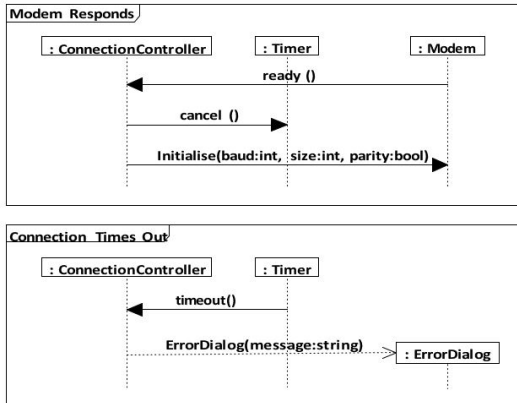 Modem Responds
: ConnectionController
: Timer
: Modem
ready ()
cancel ()
Initialise(baud:int, size:int, parity:bool)
Connection Times Out
: ConnectionController
: Timer
timeout()
ErrorDialog(message:string)
: ErrorDialog